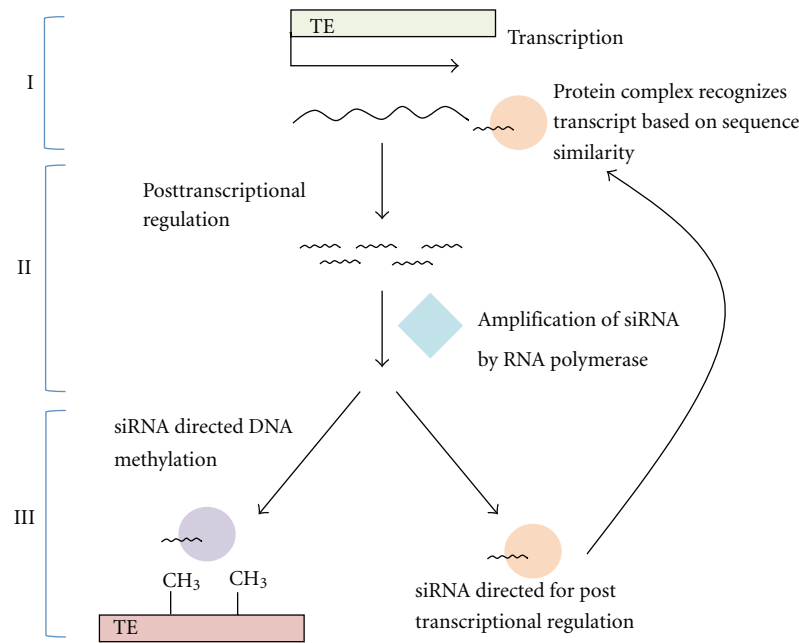 TE
Transcription
I
Protein complex recognizes
transcript based on sequence
similarity
Posttranscriptional
regulation
II
Amplification of siRNA
by RNA polymerase
siRNA directed DNA
methylation
III
CH₃
CH₃
TE
siRNA directed for post
transcriptional regulation